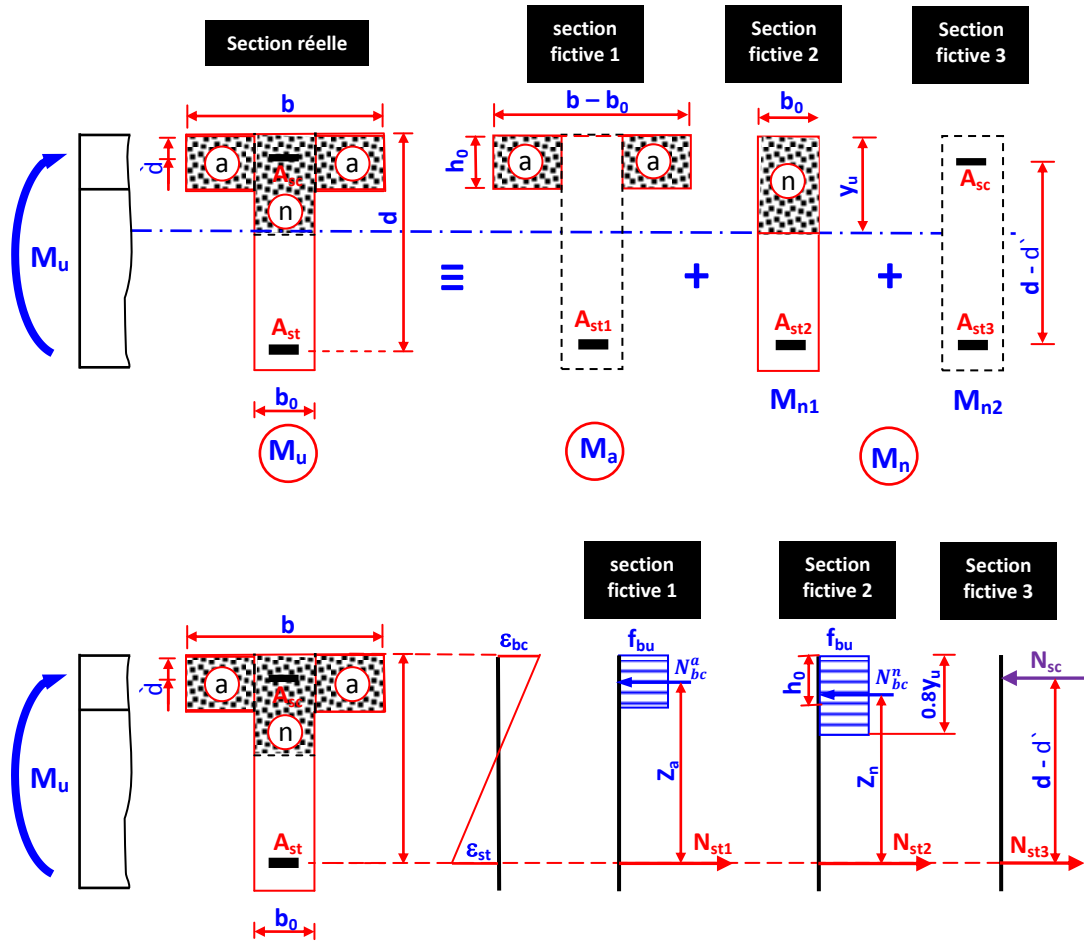 Section réelle
section
fictive 1
Section
fictive 2
Section
fictive 3
b
b – b₀
b₀
d`
a
a
Asc
n
d
h₀
a
a
n
yᵤ
Asc
d - d`
Mᵤ
≡
+
+
Ast
Ast1
Ast2
Ast3
b₀
Mn1
Mn2
Mᵤ
Mₐ
Mₙ
section
fictive 1
Section
fictive 2
Section
fictive 3
b
εbc
fbu
fbu
Nsc
d`
a
a
Asc
n
N^a_bc
h₀
N^n_bc
0.8yᵤ
Mᵤ
Zₐ
Zₙ
d - d`
Ast
εst
Nst1
Nst2
Nst3
b₀